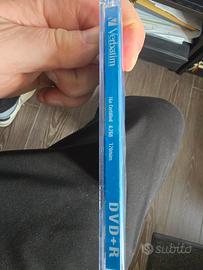 Verbatim
16x Certified 4.7GB 120min
DVD+R
subito